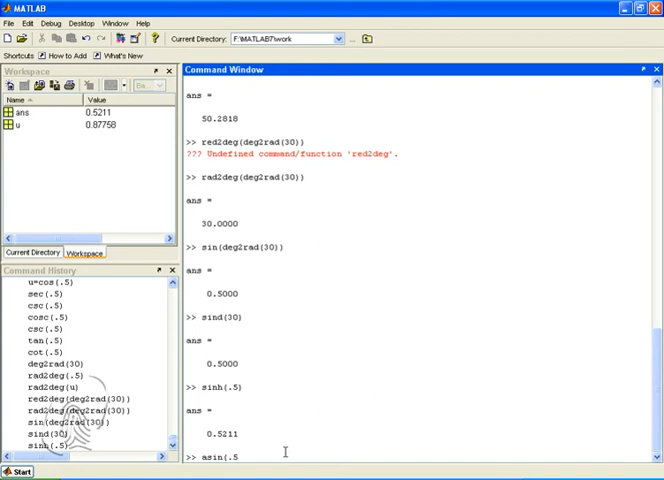 MATLAB
File Edit Debug Desktop Window Help
Current Directory: F:\MATLAB7\work
Shortcuts How to Add What's New
Workspace
Ba...
Name Value
ans 0.5211
u 0.87758
Current Directory Workspace
Command History
u=cos(.5)
sec(.5)
csc(.5)
cosc(.5)
csc(.5)
tan(.5)
cot(.5)
deg2rad(30)
rad2deg(.5)
rad2deg(u)
red2deg(deg2rad(30))
rad2deg(deg2rad(30))
sin(deg2rad(30))
sind(30)
sinh(.5)
Command Window
ans =
50.2818
>> red2deg(deg2rad(30))
??? Undefined command/function 'red2deg'.
>> rad2deg(deg2rad(30))
ans =
30.0000
>> sin(deg2rad(30))
ans =
0.5000
>> sind(30)
ans =
0.5000
>> sinh(.5)
ans =
0.5211
>> asin(.5
Start